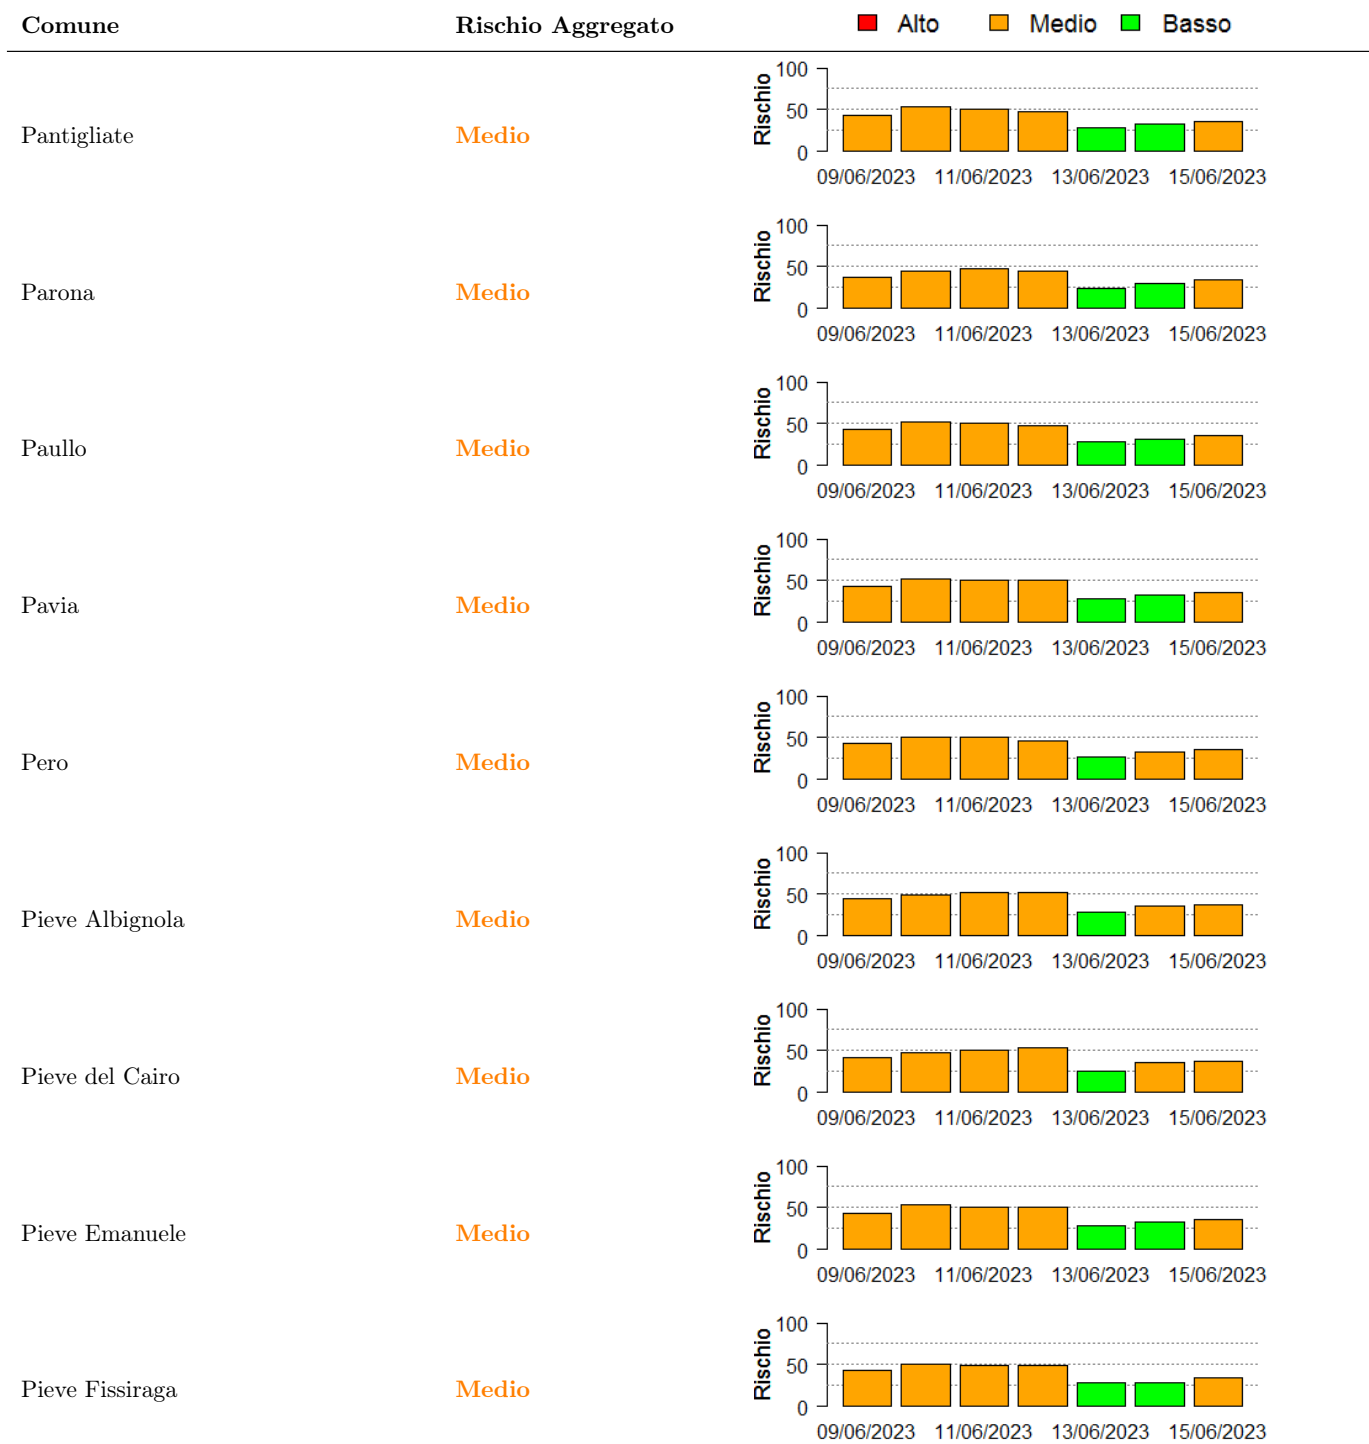 Comune Rischio Aggregato Alto Medio Basso
Pantigliate Medio
Rischio
100
50
0
09/06/2023 11/06/2023 13/06/2023 15/06/2023
Parona Medio
Rischio
100
50
0
09/06/2023 11/06/2023 13/06/2023 15/06/2023
Paullo Medio
Rischio
100
50
0
09/06/2023 11/06/2023 13/06/2023 15/06/2023
Pavia Medio
Rischio
100
50
0
09/06/2023 11/06/2023 13/06/2023 15/06/2023
Pero Medio
Rischio
100
50
0
09/06/2023 11/06/2023 13/06/2023 15/06/2023
Pieve Albignola Medio
Rischio
100
50
0
09/06/2023 11/06/2023 13/06/2023 15/06/2023
Pieve del Cairo Medio
Rischio
100
50
0
09/06/2023 11/06/2023 13/06/2023 15/06/2023
Pieve Emanuele Medio
Rischio
100
50
0
09/06/2023 11/06/2023 13/06/2023 15/06/2023
Pieve Fissiraga Medio
Rischio
100
50
0
09/06/2023 11/06/2023 13/06/2023 15/06/2023